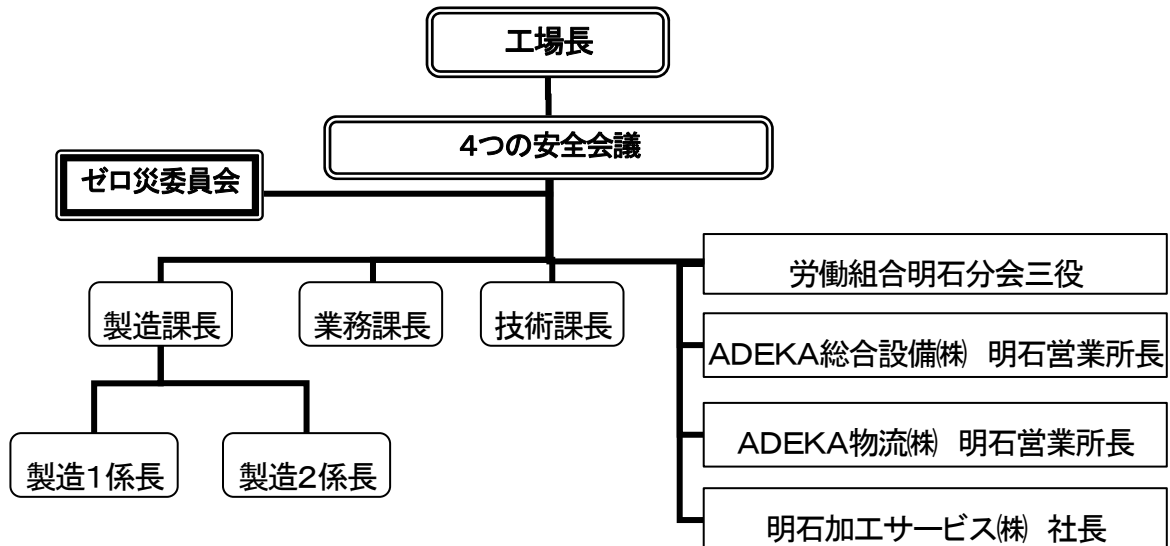 工場長
4つの安全会議
ゼロ災委員会
労働組合明石分会三役
製造課長
業務課長
技術課長
ADEKA総合設備㈱ 明石営業所長
ADEKA物流㈱ 明石営業所長
製造1係長
製造2係長
明石加工サービス㈱ 社長